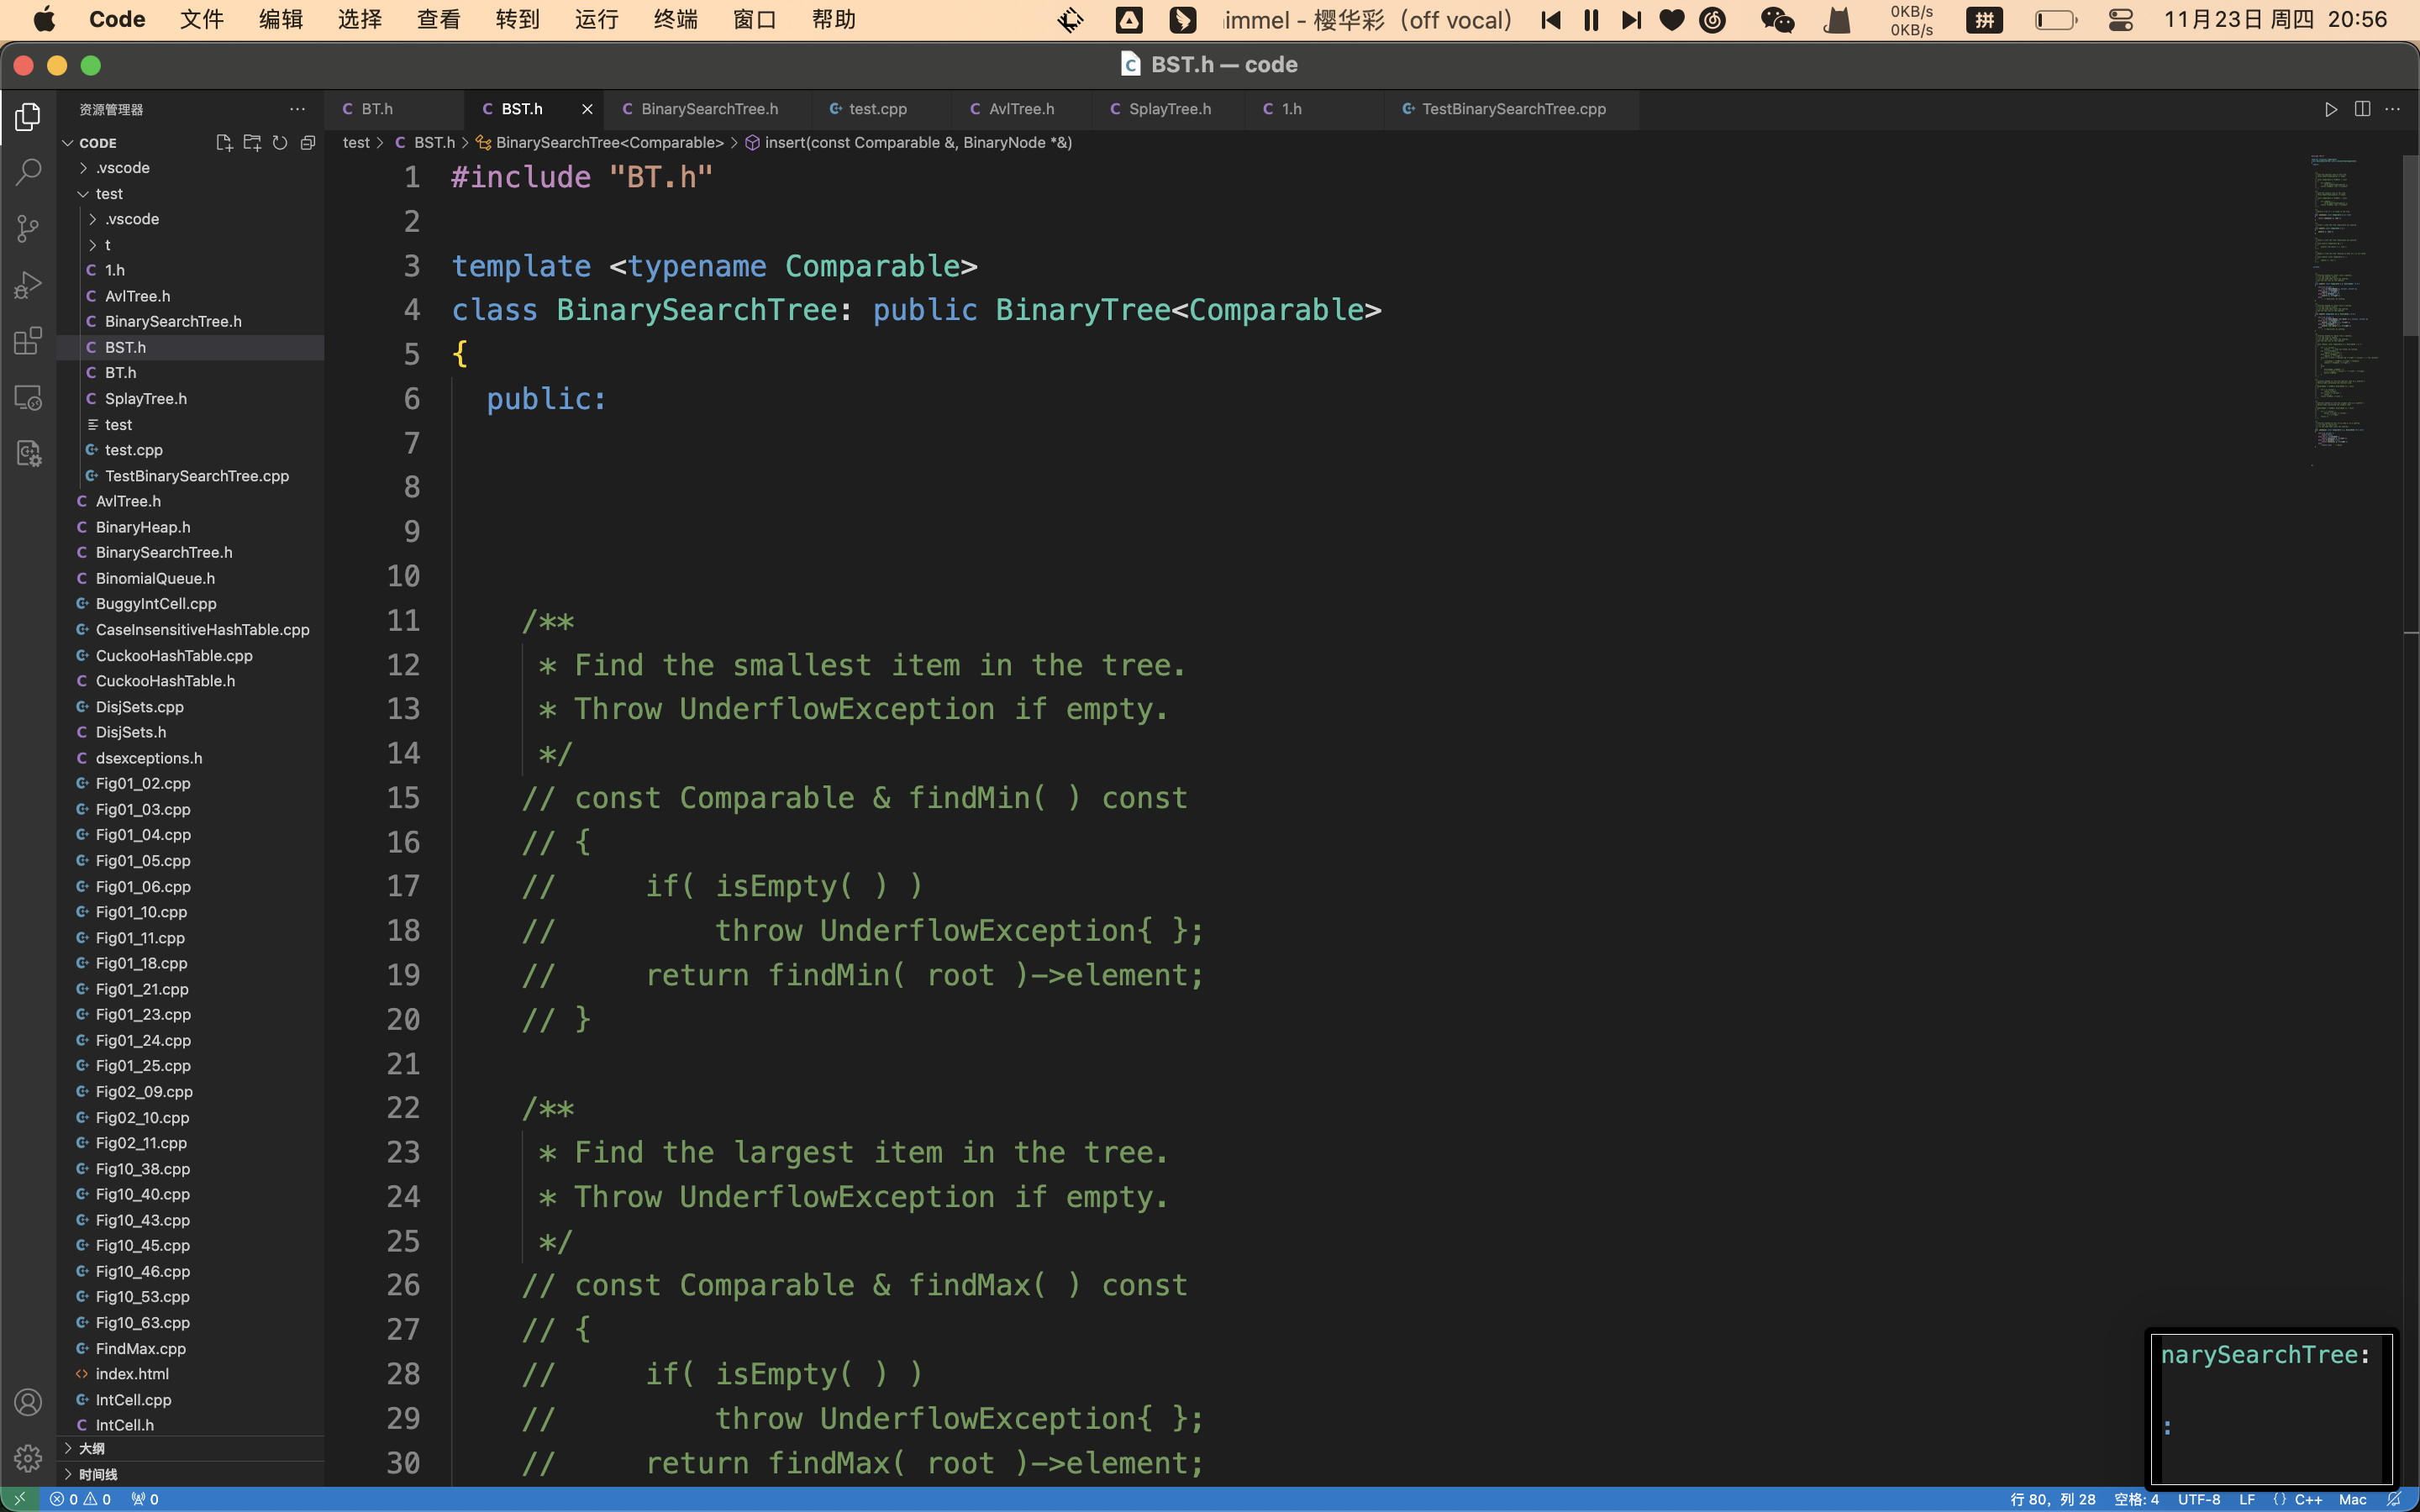 Code 文件 编辑 选择 查看 转到 运行 终端 窗口 帮助 immel - 樱华彩（off vocal） 0KB/s 0KB/s 拼 11月23日 周四 20:56
BST.h — code
资源管理器
BT.h BST.h BinarySearchTree.h test.cpp AvlTree.h SplayTree.h 1.h TestBinarySearchTree.cpp
test > BST.h > BinarySearchTree<Comparable> > insert(const Comparable &, BinaryNode *&)
CODE
.vscode
test
.vscode
t
1.h
AvlTree.h
BinarySearchTree.h
BST.h
BT.h
SplayTree.h
test
test.cpp
TestBinarySearchTree.cpp
AvlTree.h
BinaryHeap.h
BinarySearchTree.h
BinomialQueue.h
BuggyIntCell.cpp
CaseInsensitiveHashTable.cpp
CuckooHashTable.cpp
CuckooHashTable.h
DisjSets.cpp
DisjSets.h
dsexceptions.h
Fig01_02.cpp
Fig01_03.cpp
Fig01_04.cpp
Fig01_05.cpp
Fig01_06.cpp
Fig01_10.cpp
Fig01_11.cpp
Fig01_18.cpp
Fig01_21.cpp
Fig01_23.cpp
Fig01_24.cpp
Fig01_25.cpp
Fig02_09.cpp
Fig02_10.cpp
Fig02_11.cpp
Fig10_38.cpp
Fig10_40.cpp
Fig10_43.cpp
Fig10_45.cpp
Fig10_46.cpp
Fig10_53.cpp
Fig10_63.cpp
FindMax.cpp
index.html
IntCell.cpp
IntCell.h
大纲
时间线
1 #include "BT.h"
2
3 template <typename Comparable>
4 class BinarySearchTree: public BinaryTree<Comparable>
5 {
6 public:
7
8
9
10
11 /**
12 * Find the smallest item in the tree.
13 * Throw UnderflowException if empty.
14 */
15 // const Comparable & findMin( ) const
16 // {
17 // if( isEmpty( ) )
18 // throw UnderflowException{ };
19 // return findMin( root )->element;
20 // }
21
22 /**
23 * Find the largest item in the tree.
24 * Throw UnderflowException if empty.
25 */
26 // const Comparable & findMax( ) const
27 // {
28 // if( isEmpty( ) )
29 // throw UnderflowException{ };
30 // return findMax( root )->element;
narySearchTree:
:
0 0 0 行 80，列 28 空格: 4 UTF-8 LF {} C++ Mac